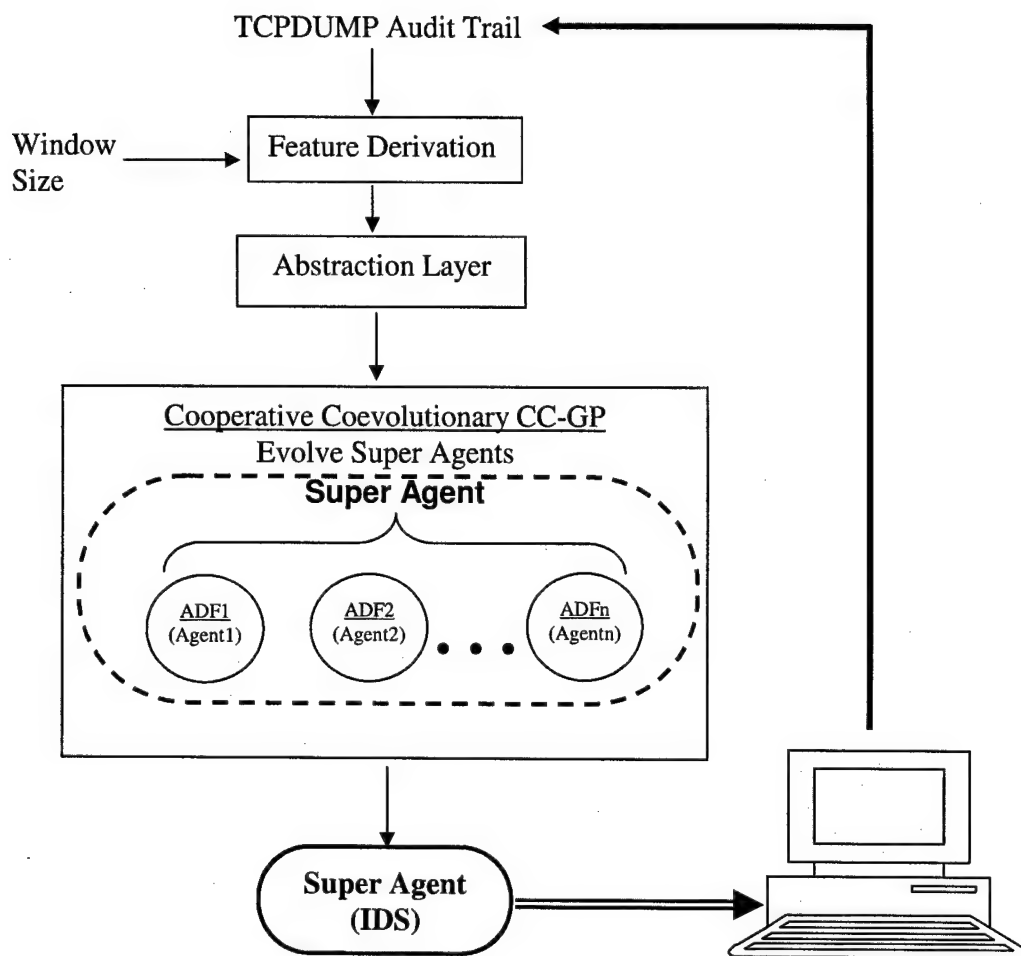 TCPDUMP Audit Trail
Window
Size
Feature Derivation
Abstraction Layer
Cooperative Coevolutionary CC-GP
Evolve Super Agents
Super Agent
ADF1
(Agent1)
ADF2
(Agent2)
ADFn
(Agentn)
Super Agent
(IDS)